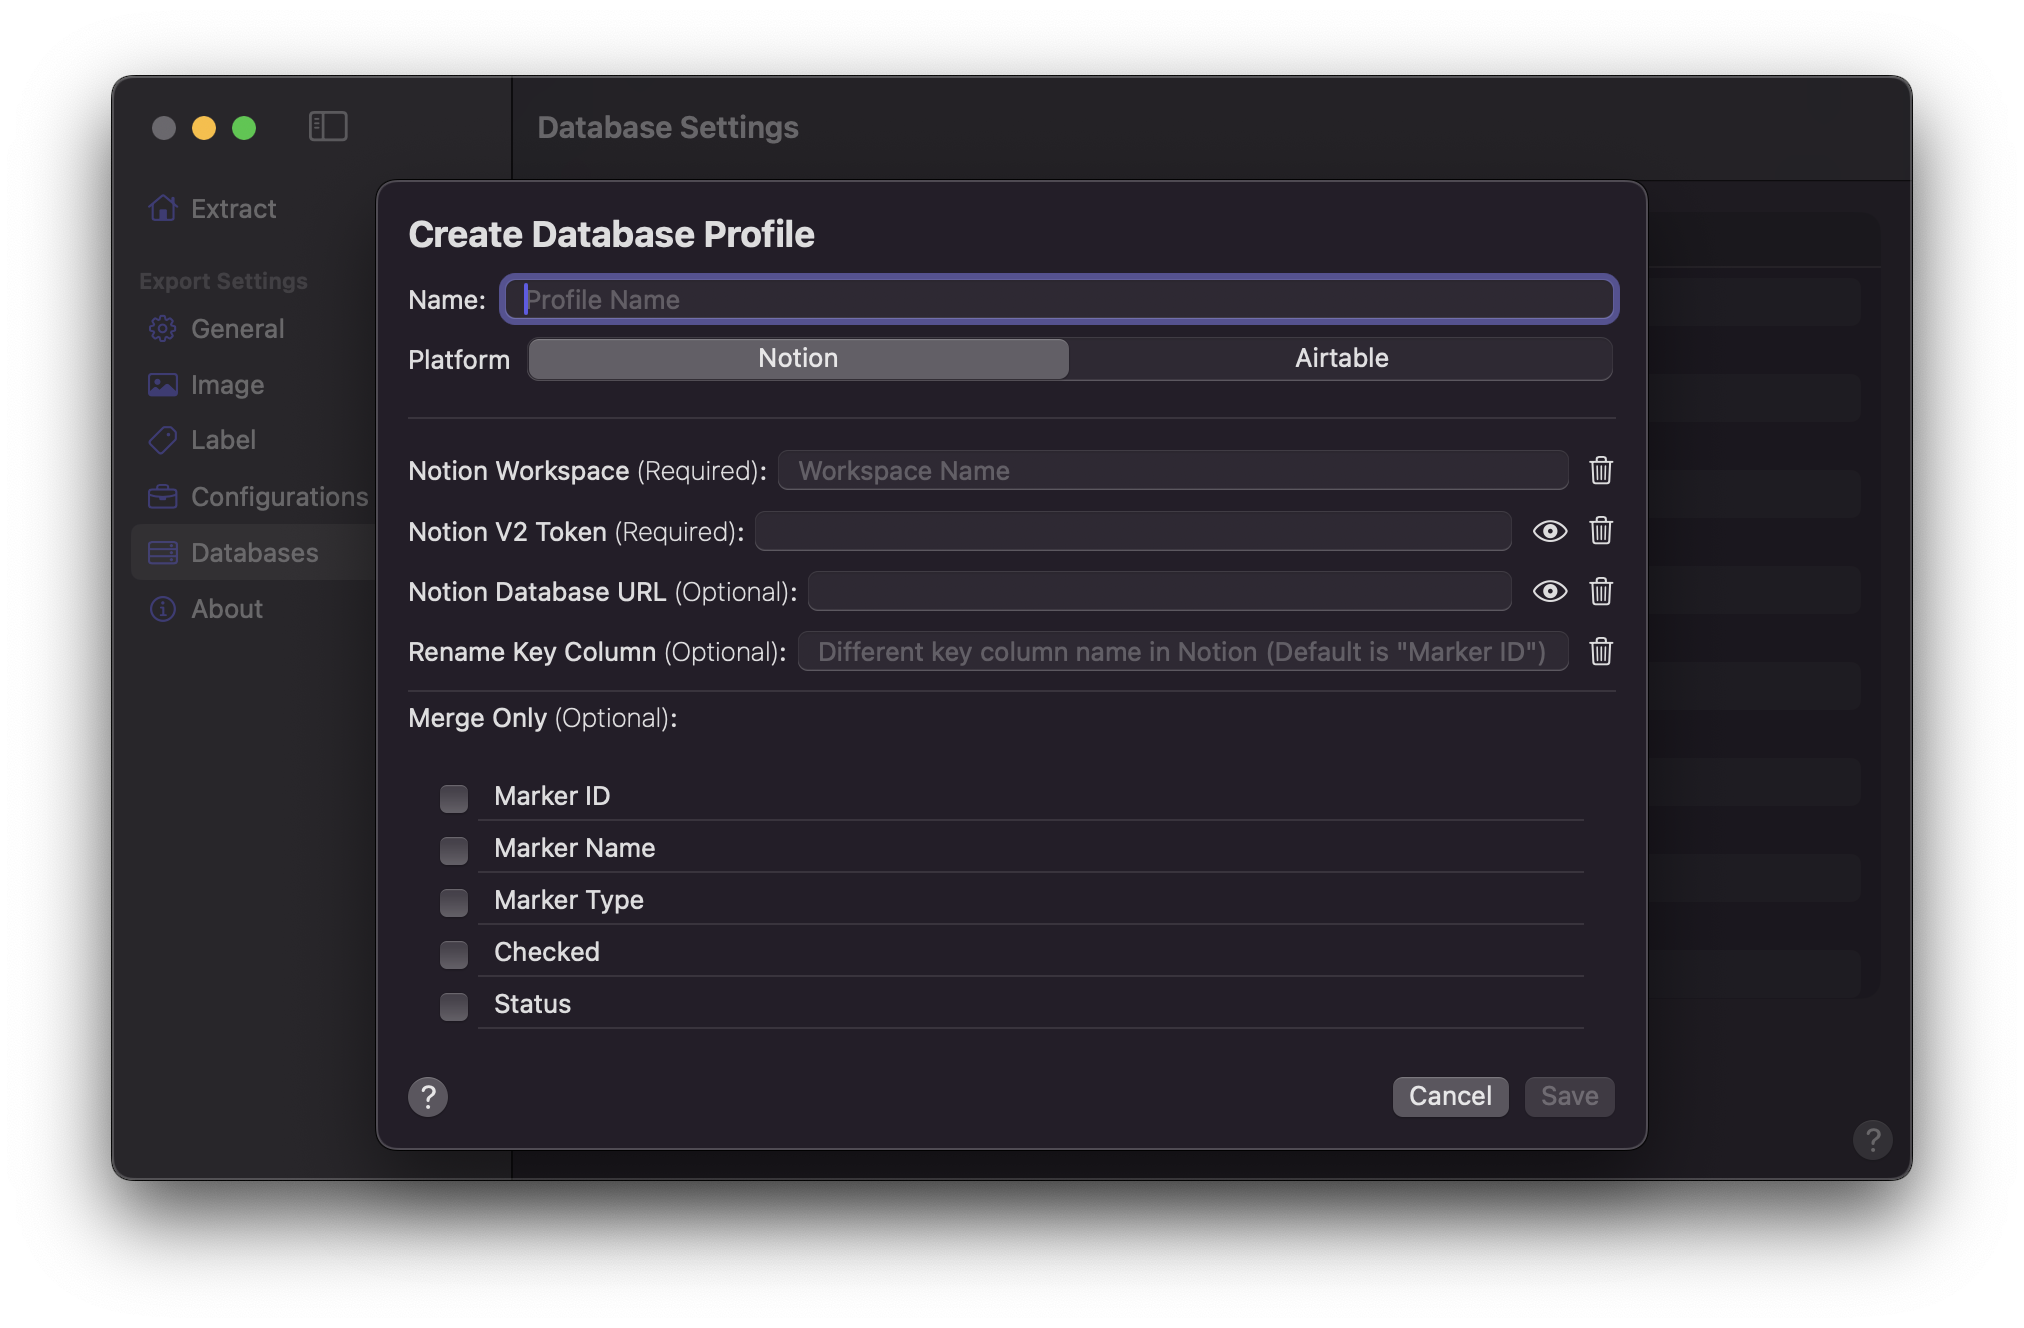 Database Settings
Extract
Export Settings
General
Image
Label
Configurations
Databases
About
Create Database Profile
Name: Profile Name
Platform Notion Airtable
Notion Workspace (Required): Workspace Name
Notion V2 Token (Required):
Notion Database URL (Optional):
Rename Key Column (Optional): Different key column name in Notion (Default is "Marker ID")
Merge Only (Optional):
Marker ID
Marker Name
Marker Type
Checked
Status
? Cancel Save
?